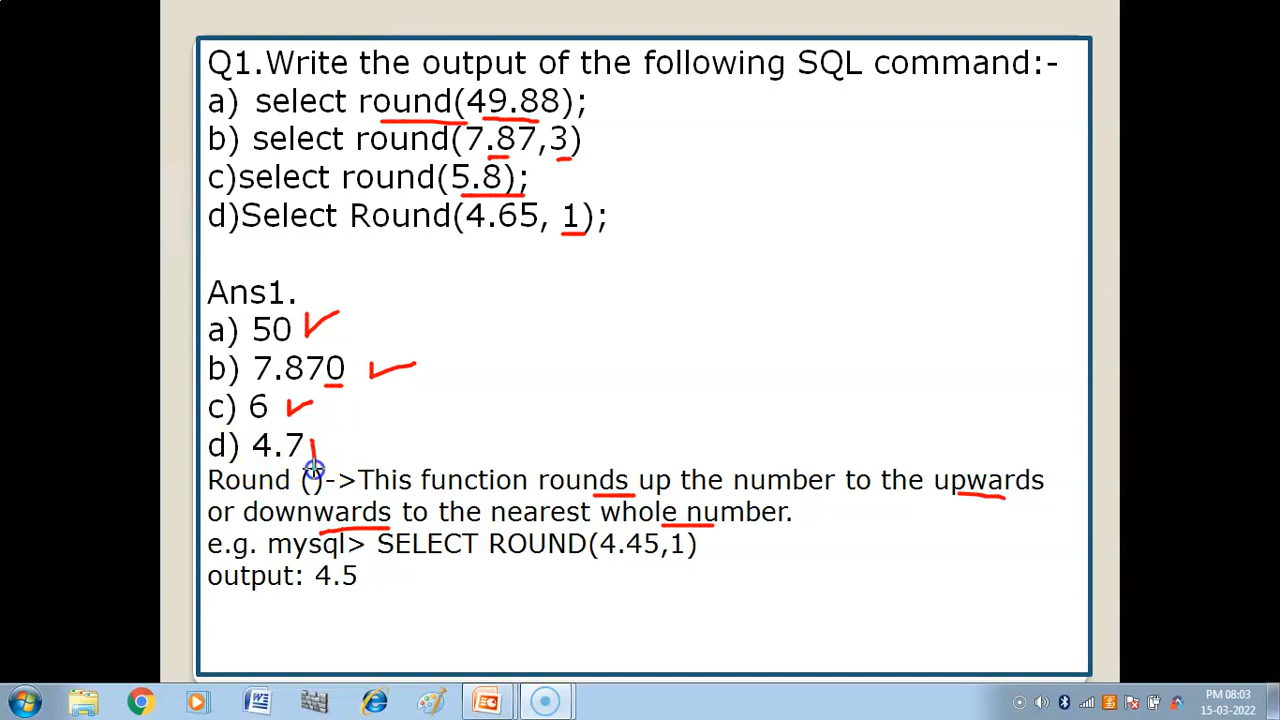 Q1.Write the output of the following SQL command:-
a) select round(49.88);
b) select round(7.87,3)
c)select round(5.8);
d)Select Round(4.65, 1);
Ans1.
a) 50
b) 7.870
c) 6
d) 4.7
Round ()->This function rounds up the number to the upwards
or downwards to the nearest whole number.
e.g. mysql> SELECT ROUND(4.45,1)
output: 4.5
PM 08:03
15-03-2022